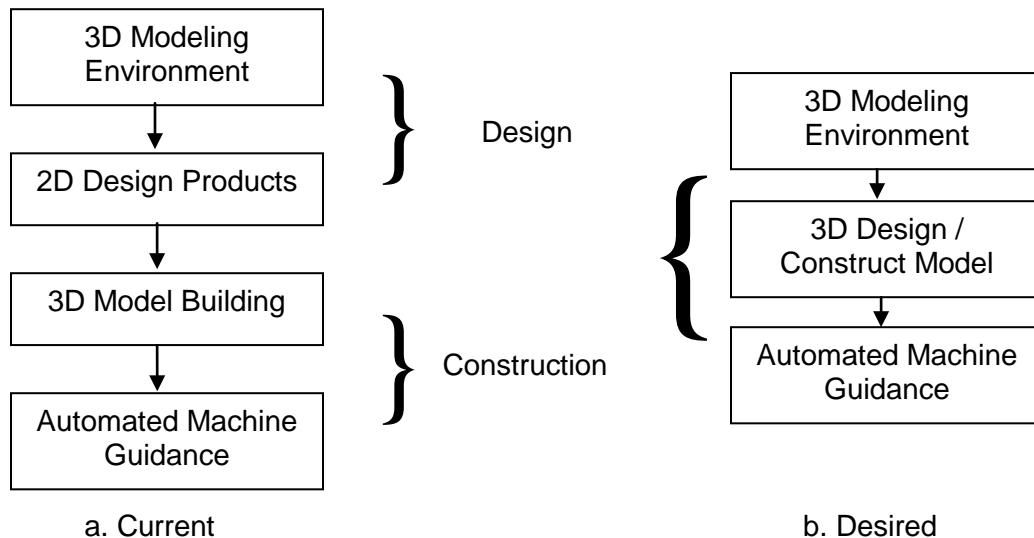 3D Modeling
Environment
2D Design Products
3D Model Building
Automated Machine
Guidance
Design
Construction
a. Current
3D Modeling
Environment
3D Design /
Construct Model
Automated Machine
Guidance
b. Desired